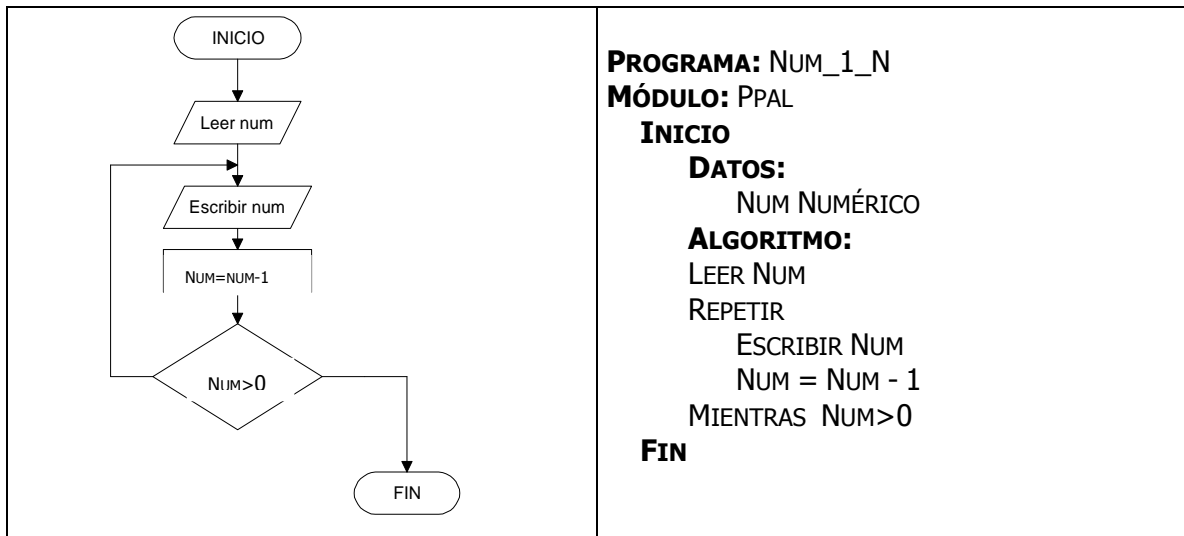 INICIO
Leer num
Escribir num
NUM=NUM-1
NUM>0
FIN
PROGRAMA: NUM_1_N
MÓDULO: PPAL
INICIO
DATOS:
NUM NUMÉRICO
ALGORITMO:
LEER NUM
REPETIR
ESCRIBIR NUM
NUM = NUM - 1
MIENTRAS NUM>0
FIN